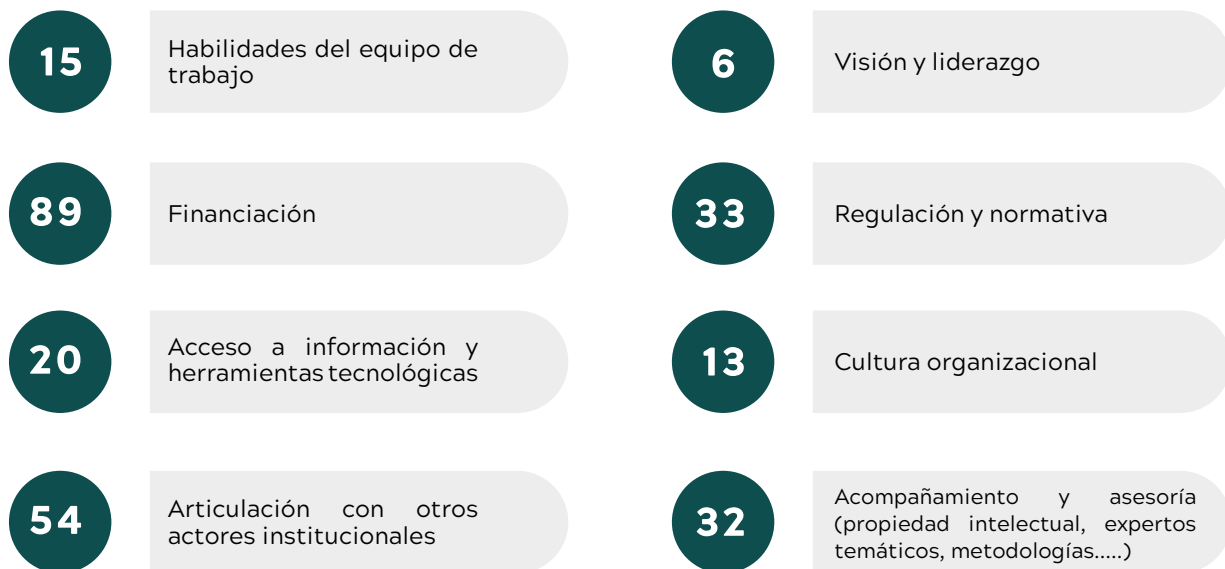 15
Habilidades del equipo de
trabajo
6
Visión y liderazgo
89
Financiación
33
Regulación y normativa
20
Acceso a información y
herramientas tecnológicas
13
Cultura organizacional
54
Articulación con otros
actores institucionales
32
Acompañamiento y asesoría
(propiedad intelectual, expertos
temáticos, metodologías.....)